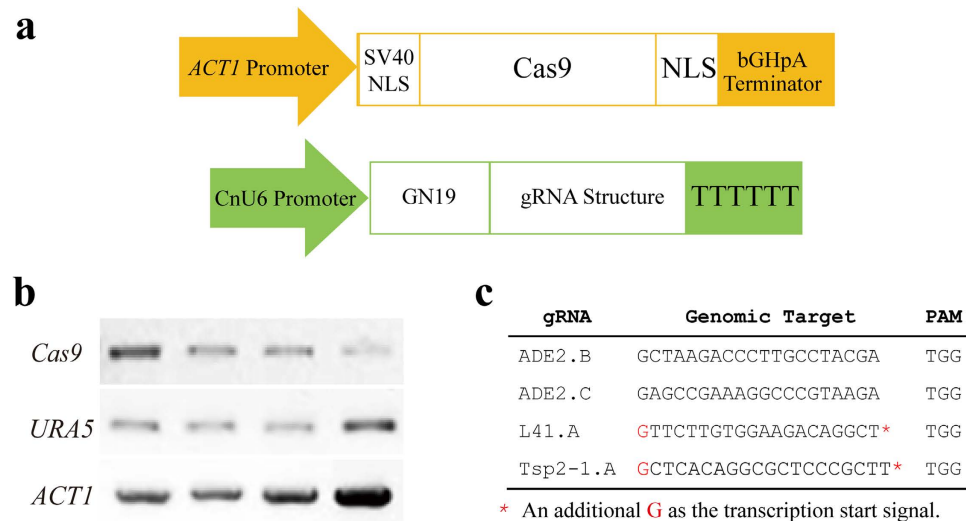 a
ACT1 Promoter
SV40
NLS
Cas9
NLS
bGHpA
Terminator
CnU6 Promoter
GN19
gRNA Structure
TTTTTT
b
Cas9
URA5
ACT1
c
gRNA Genomic Target PAM
ADE2.B GCTAAGACCCTTGCCTACGA TGG
ADE2.C GAGCCGAAAGGCCCGTAAGA TGG
L41.A GTTCTTGTGGAAGACAGGCT* TGG
Tsp2-1.A GCTCACAGGCGCTCCCGCTT* TGG
* An additional G as the transcription start signal.